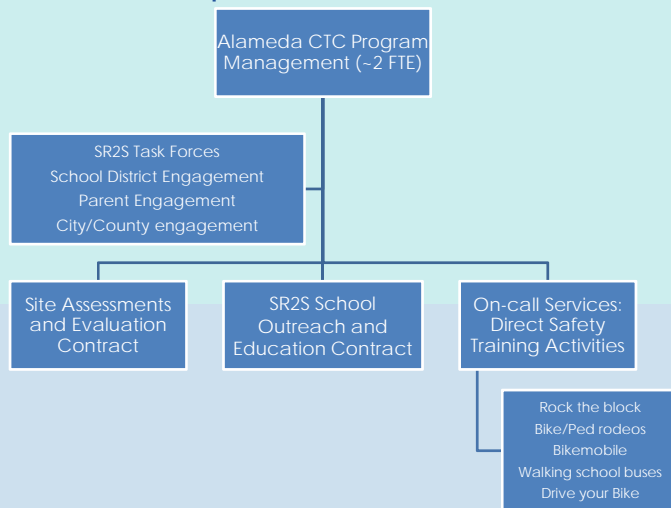 Alameda CTC Program
Management (~2 FTE)
SR2S Task Forces
School District Engagement
Parent Engagement
City/County engagement
Site Assessments
and Evaluation
Contract
SR2S School
Outreach and
Education Contract
On-call Services:
Direct Safety
Training Activities
Rock the block
Bike/Ped rodeos
Bikemobile
Walking school buses
Drive your Bike